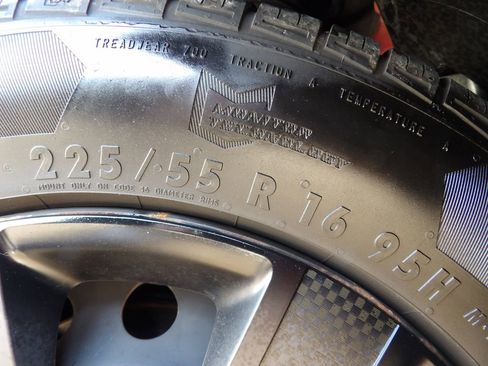 TREADWEAR 700 TRACTION A TEMPERATURE A
225/55 R 16 95H M+
MOUNT ONLY ON CODE 16 DIAMETER RIMS